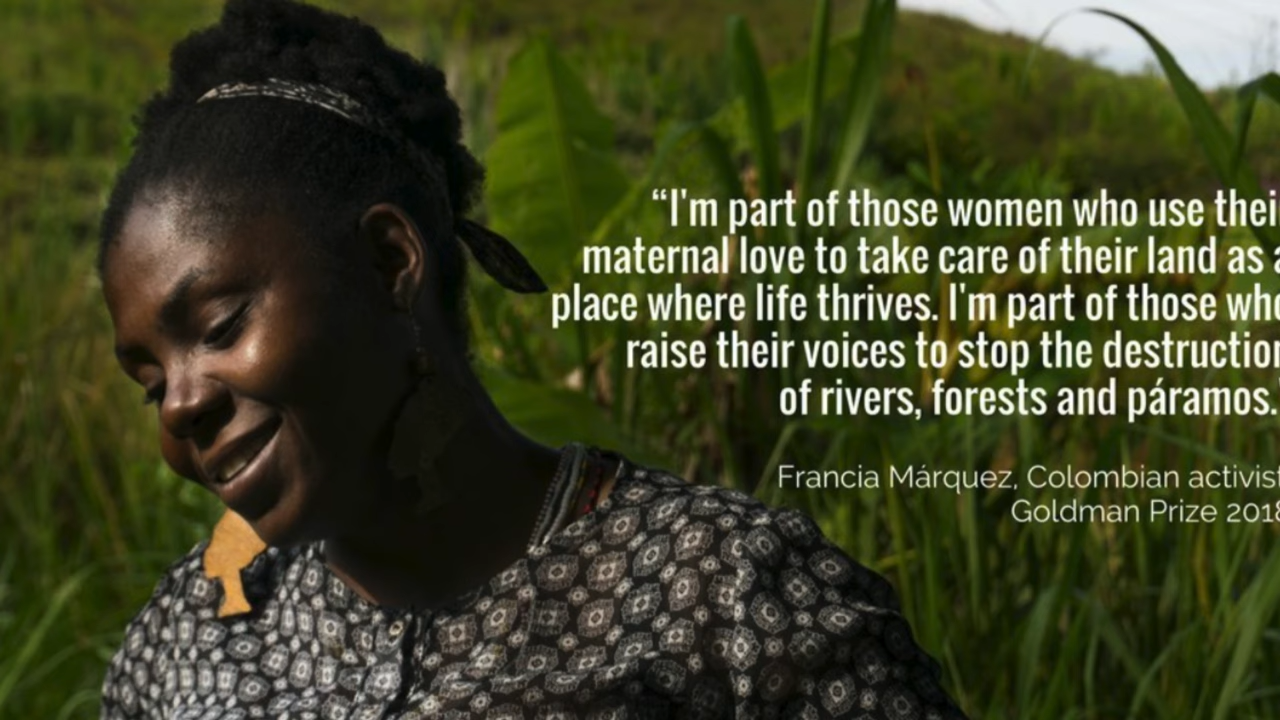 “I'm part of those women who use thei
maternal love to take care of their land as a
place where life thrives. I'm part of those who
raise their voices to stop the destruction
of rivers, forests and páramos.
Francia Márquez, Colombian activist
Goldman Prize 2018